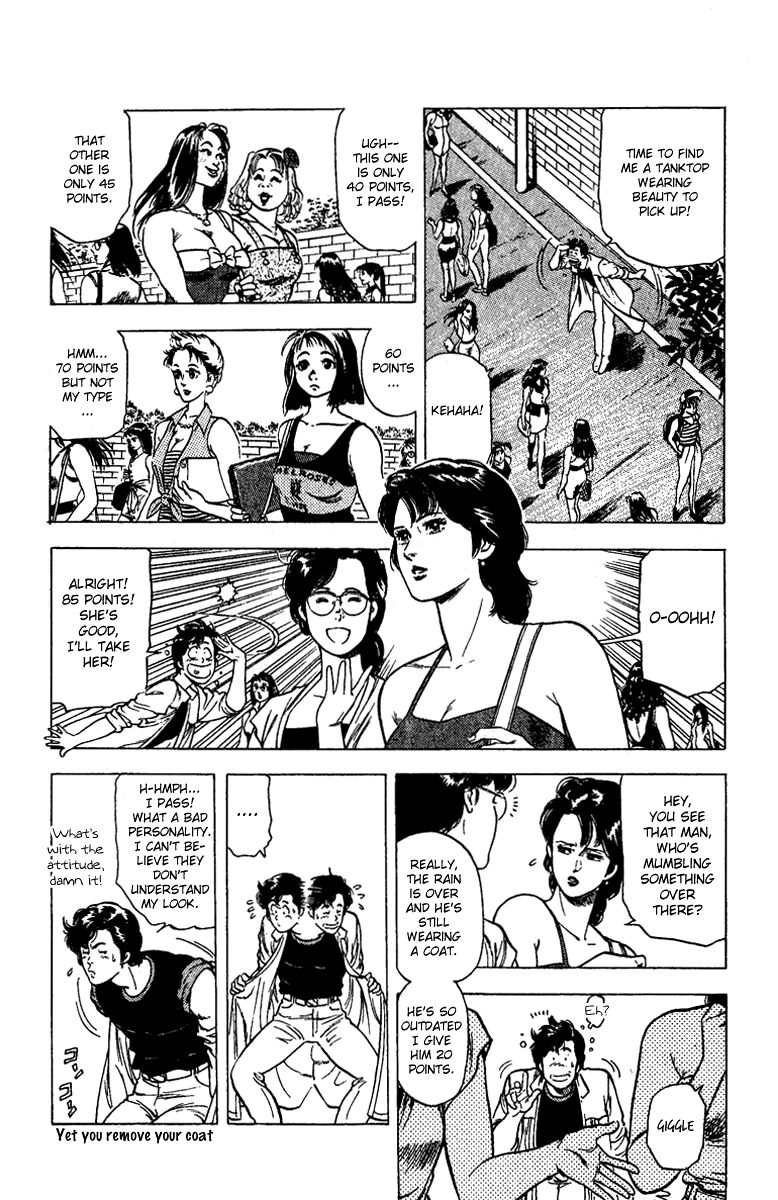 TIME TO FIND
ME A TANKTOP
WEARING
BEAUTY TO
PICK UP!
KEHAHA!
UGH--
THIS ONE
IS ONLY
40 POINTS,
I PASS!
THAT
OTHER
ONE IS
ONLY 45
POINTS.
60
POINTS
...
HMM...
70 POINTS
BUT NOT
MY TYPE
...
O-OOHH!
ALRIGHT!
85 POINTS!
SHE'S
GOOD,
I'LL TAKE
HER!
HEY,
YOU SEE
THAT MAN,
WHO'S
MUMBLING
SOMETHING
OVER
THERE?
REALLY,
THE RAIN
IS OVER
AND HE'S
STILL
WEARING
A COAT.
HE'S SO
OUTDATED
I GIVE
HIM 20
POINTS.
Eh?
GIGGLE
....
H-HMPH...
I PASS!
WHAT A BAD
PERSONALITY.
I CAN'T BE-
LIEVE THEY
DON'T
UNDERSTAND
MY LOOK.
What's
with the
attitude,
damn it!
コソ
コソ
Yet you remove your coat